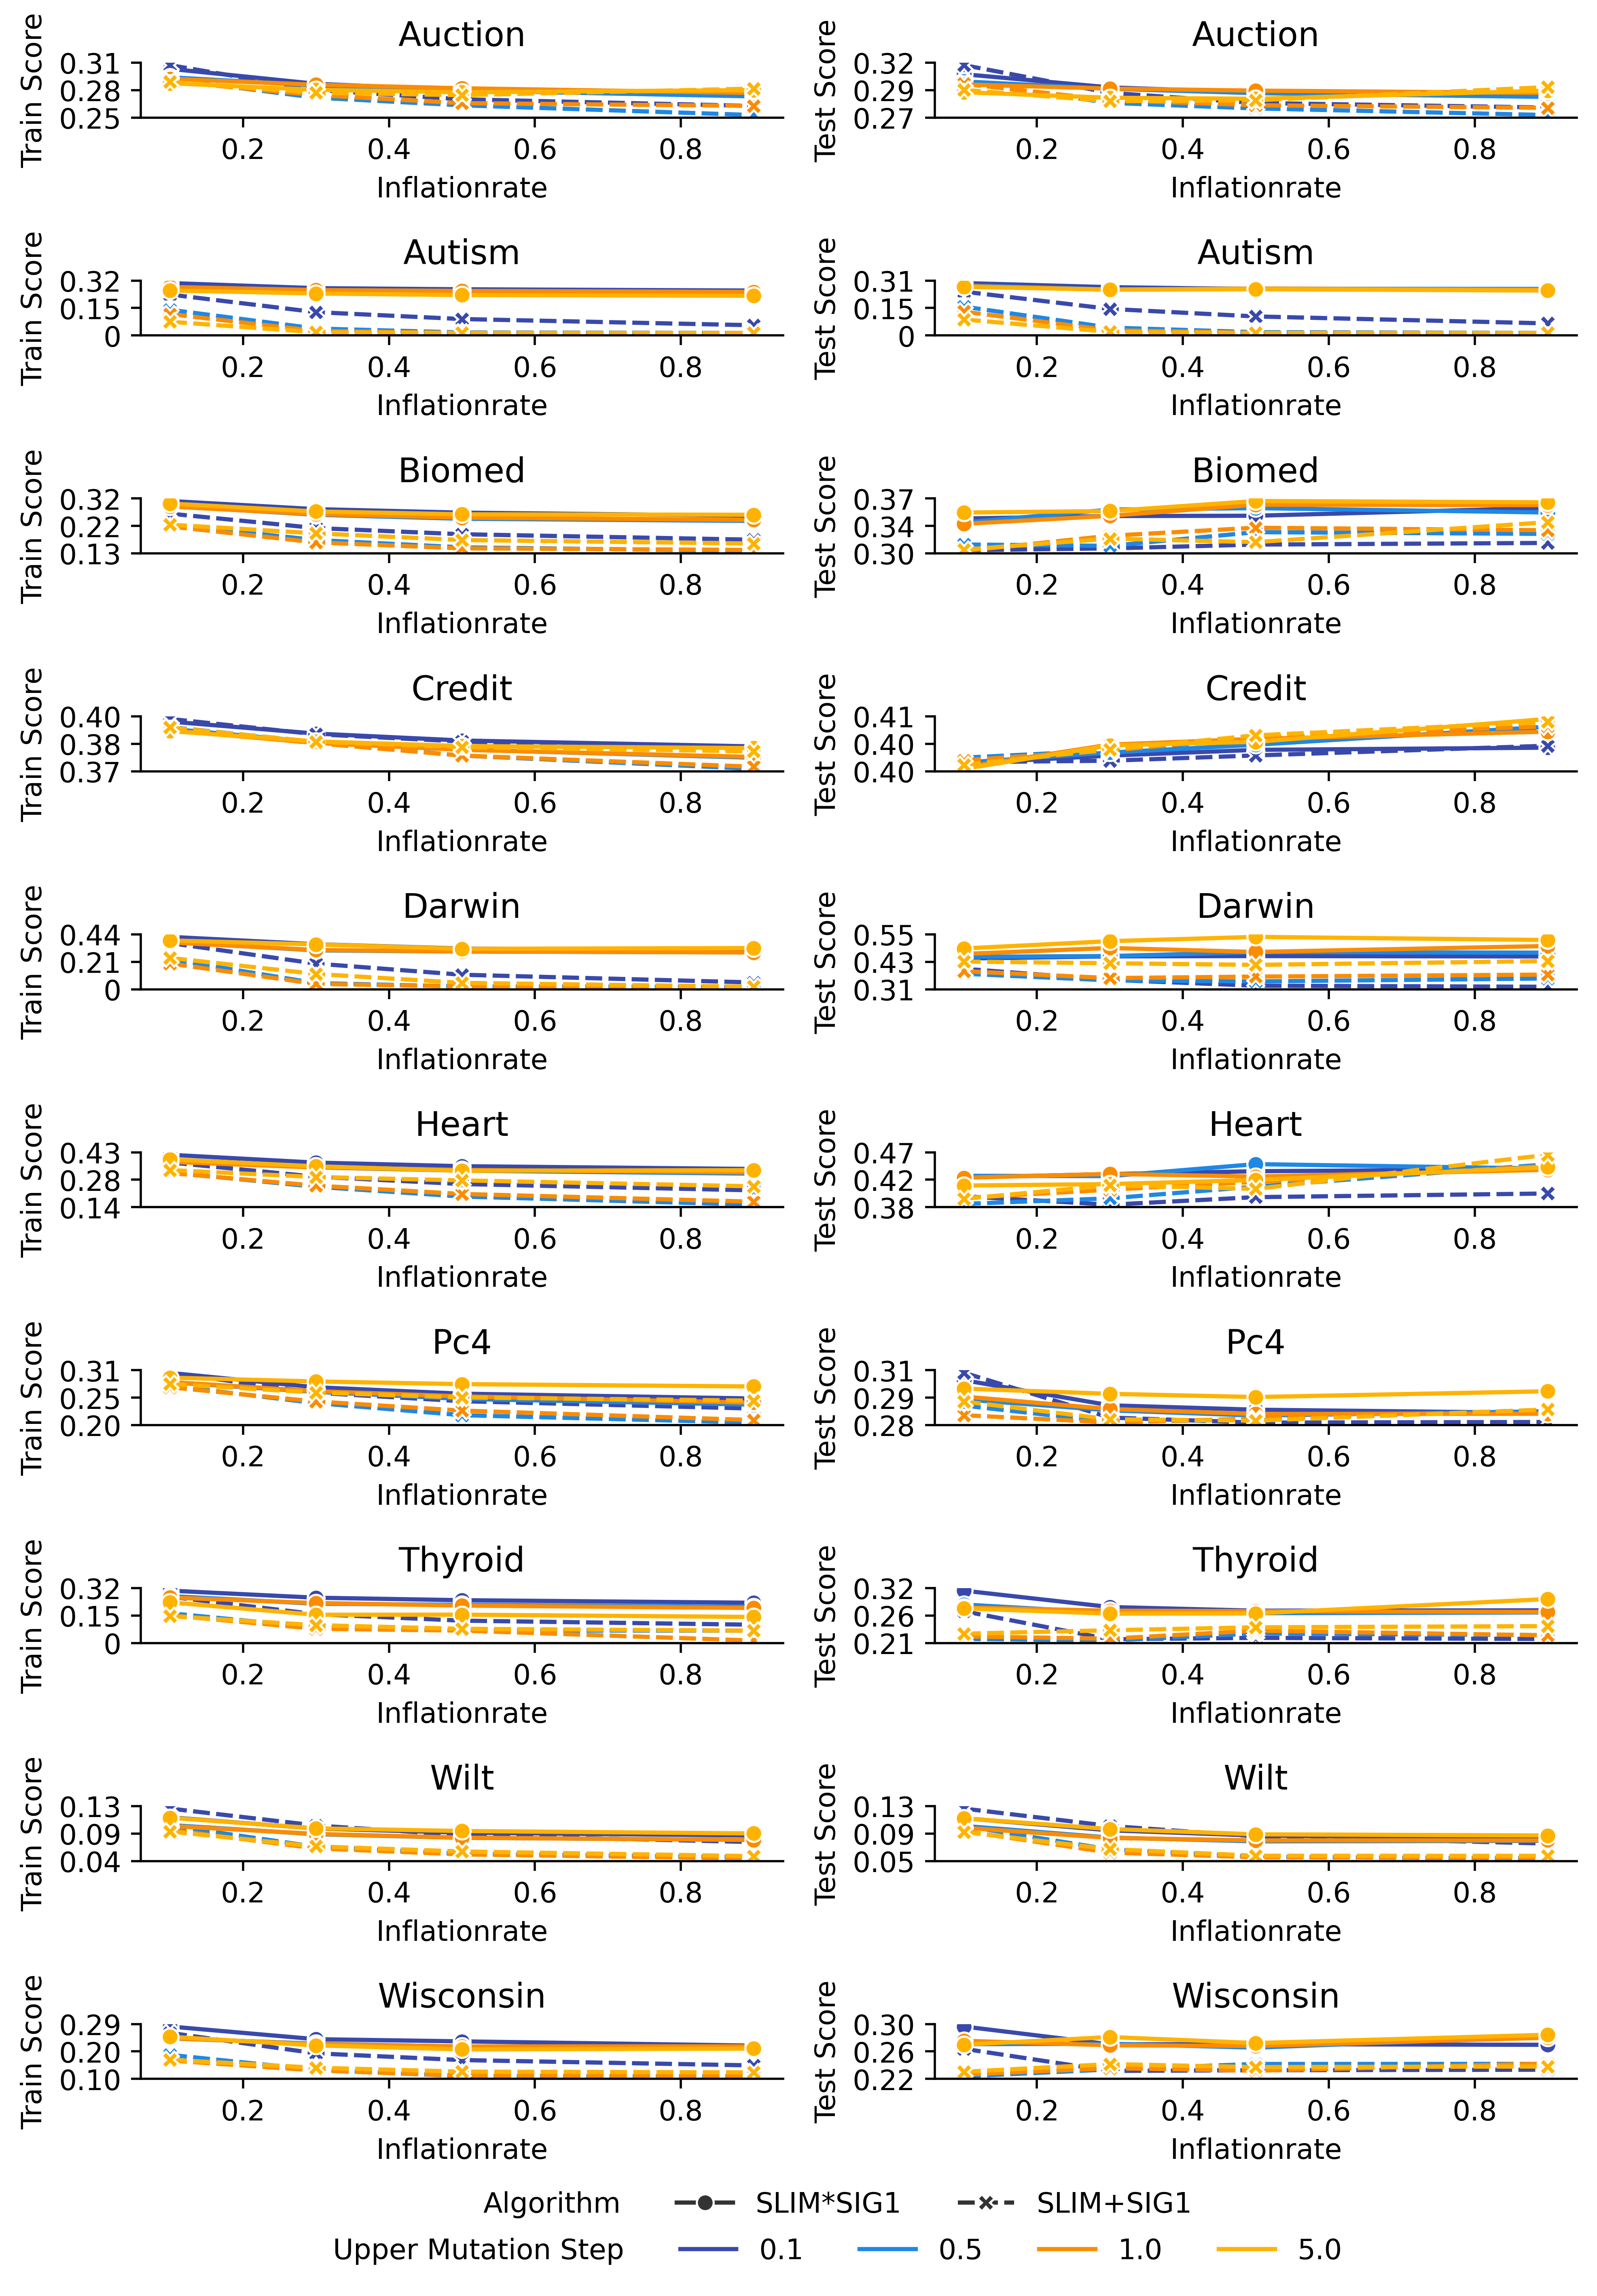 Auction Auction
Train Score 0.31 0.28 0.25 Test Score 0.32 0.29 0.27
0.2 0.4 0.6 0.8 0.2 0.4 0.6 0.8
Inflationrate Inflationrate
Autism Autism
Train Score 0.32 0.15 0 Test Score 0.31 0.15 0
0.2 0.4 0.6 0.8 0.2 0.4 0.6 0.8
Inflationrate Inflationrate
Biomed Biomed
Train Score 0.32 0.22 0.13 Test Score 0.37 0.34 0.30
0.2 0.4 0.6 0.8 0.2 0.4 0.6 0.8
Inflationrate Inflationrate
Credit Credit
Train Score 0.40 0.38 0.37 Test Score 0.41 0.40 0.40
0.2 0.4 0.6 0.8 0.2 0.4 0.6 0.8
Inflationrate Inflationrate
Darwin Darwin
Train Score 0.44 0.21 0 Test Score 0.55 0.43 0.31
0.2 0.4 0.6 0.8 0.2 0.4 0.6 0.8
Inflationrate Inflationrate
Heart Heart
Train Score 0.43 0.28 0.14 Test Score 0.47 0.42 0.38
0.2 0.4 0.6 0.8 0.2 0.4 0.6 0.8
Inflationrate Inflationrate
Pc4 Pc4
Train Score 0.31 0.25 0.20 Test Score 0.31 0.29 0.28
0.2 0.4 0.6 0.8 0.2 0.4 0.6 0.8
Inflationrate Inflationrate
Thyroid Thyroid
Train Score 0.32 0.15 0 Test Score 0.32 0.26 0.21
0.2 0.4 0.6 0.8 0.2 0.4 0.6 0.8
Inflationrate Inflationrate
Wilt Wilt
Train Score 0.13 0.09 0.04 Test Score 0.13 0.09 0.05
0.2 0.4 0.6 0.8 0.2 0.4 0.6 0.8
Inflationrate Inflationrate
Wisconsin Wisconsin
Train Score 0.29 0.20 0.10 Test Score 0.30 0.26 0.22
0.2 0.4 0.6 0.8 0.2 0.4 0.6 0.8
Inflationrate Inflationrate
Algorithm SLIM*SIG1 SLIM+SIG1
Upper Mutation Step 0.1 0.5 1.0 5.0